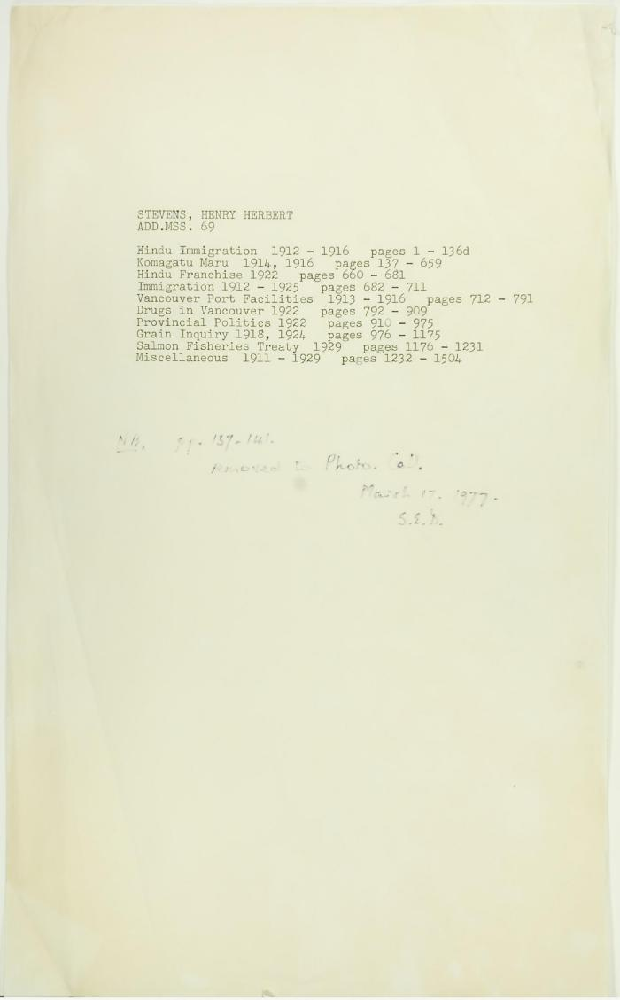 STEVENS, HENRY HERBERT
ADD.MSS. 69
Hindu Immigration 1912 - 1916 pages 1 - 136d
Komagatu Maru 1914, 1916 pages 137 - 659
Hindu Franchise 1922 pages 660 - 681
Immigration 1912 - 1925 pages 682 - 711
Vancouver Port Facilities 1913 - 1916 pages 712 - 791
Drugs in Vancouver 1922 pages 792 - 909
Provincial Politics 1922 pages 910 - 975
Grain Inquiry 1918, 1924 pages 976 - 1175
Salmon Fisheries Treaty 1929 pages 1176 - 1231
Miscellaneous 1911 - 1929 pages 1232 - 1504
NB. pp. 137-141.
removed to Photo. Coll.
March 17. 1977.
S.E.B.